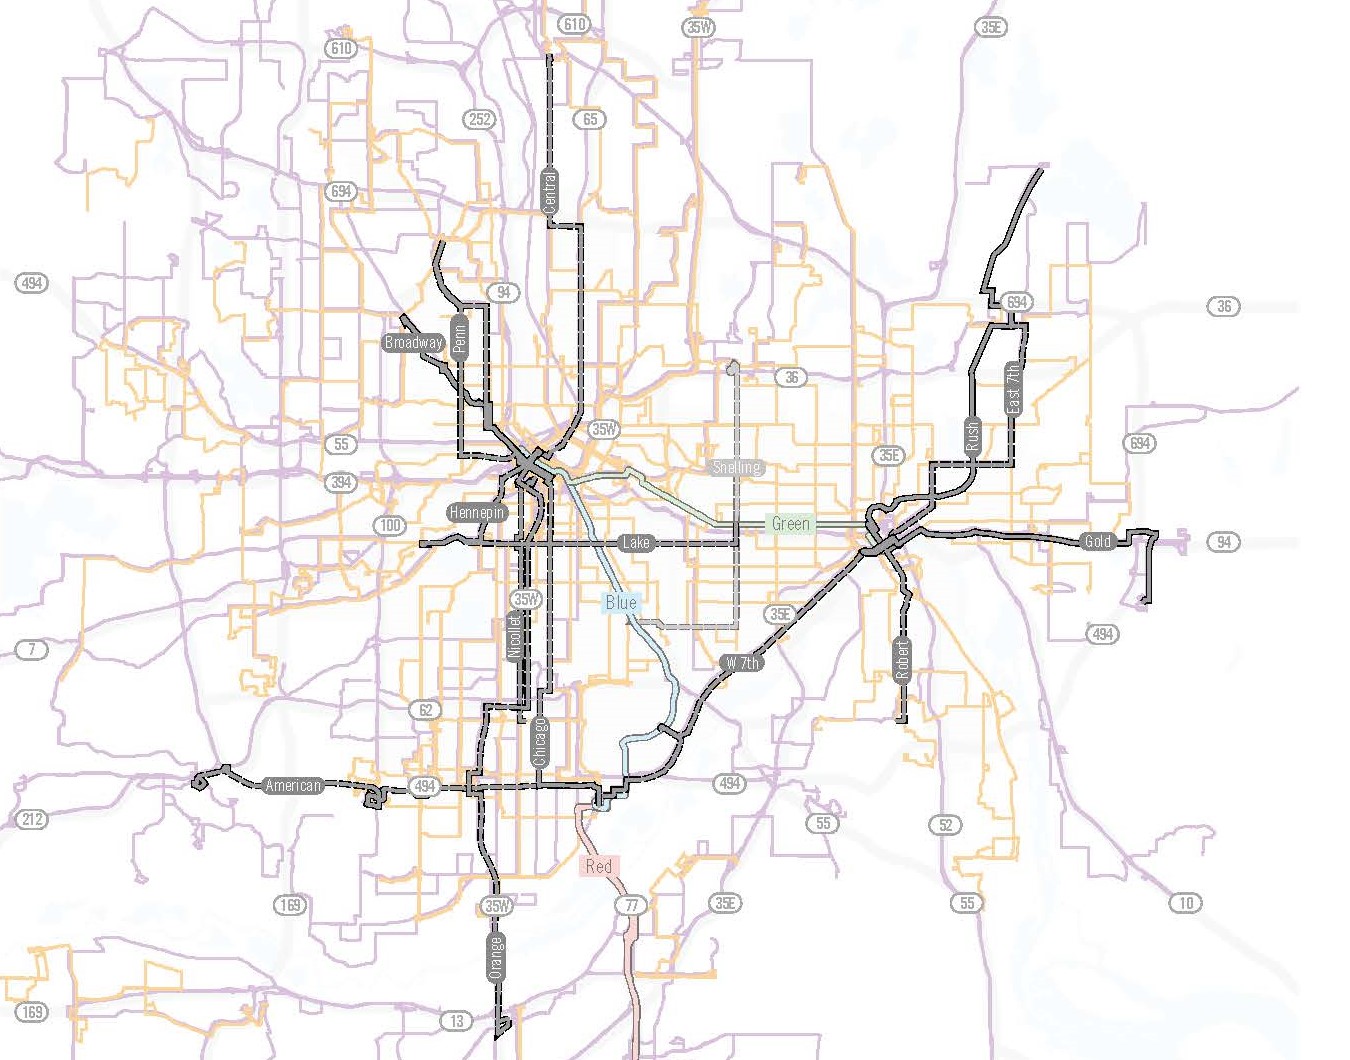 610
35W
35E
610
252
65
694
Central
494
94
694
36
Broadway
Penn
36
East 7th
35W
Rush
55
35E
694
Snelling
394
Hennepin
100
Green
Lake
Gold
94
35W
Blue
35E
494
Nicollet
7
W 7th
Robert
62
Chicago
American
494
494
212
55
52
Red
169
35W
77
35E
55
10
Orange
169
13